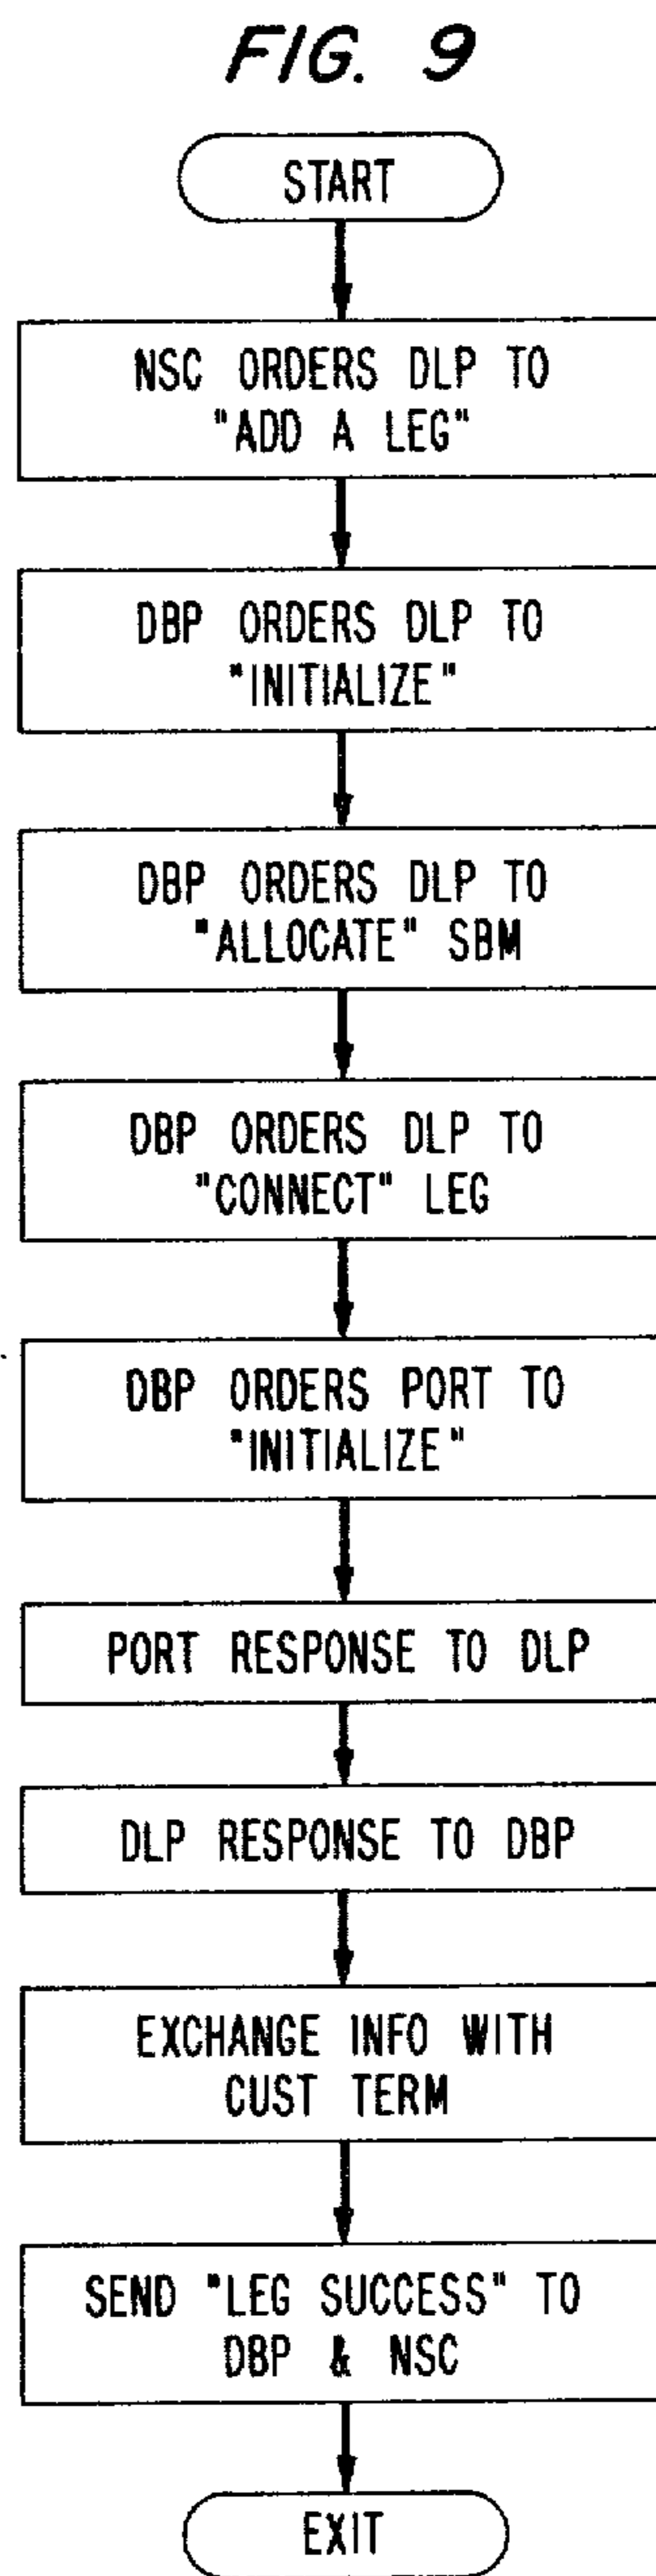 FIG. 9
START
NSC ORDERS DLP TO
"ADD A LEG"
DBP ORDERS DLP TO
"INITIALIZE"
DBP ORDERS DLP TO
"ALLOCATE" SBM
DBP ORDERS DLP TO
"CONNECT" LEG
DBP ORDERS PORT TO
"INITIALIZE"
PORT RESPONSE TO DLP
DLP RESPONSE TO DBP
EXCHANGE INFO WITH
CUST TERM
SEND "LEG SUCCESS" TO
DBP & NSC
EXIT